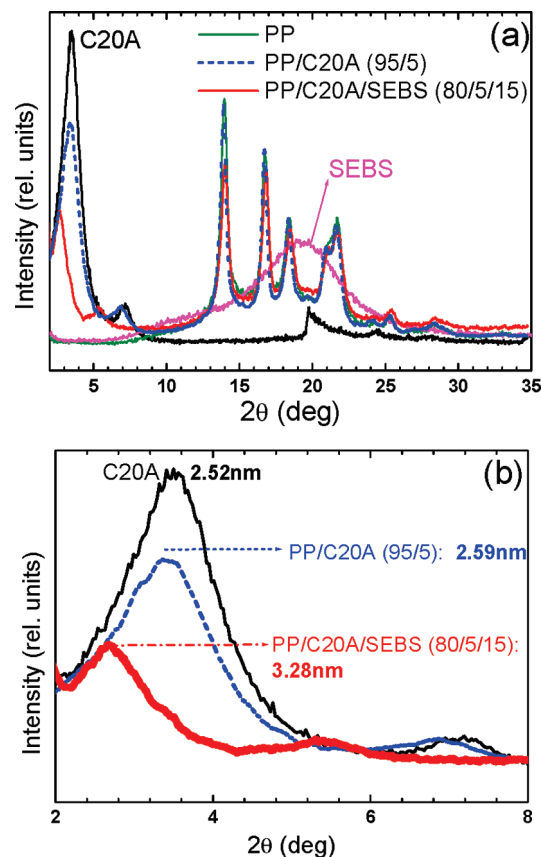 (a)
C20A
PP
PP/C20A (95/5)
PP/C20A/SEBS (80/5/15)
SEBS
Intensity (rel. units)
5 10 15 20 25 30 35
2θ (deg)
(b)
C20A 2.52nm
PP/C20A (95/5): 2.59nm
PP/C20A/SEBS (80/5/15):
3.28nm
Intensity (rel. units)
2 4 6 8
2θ (deg)